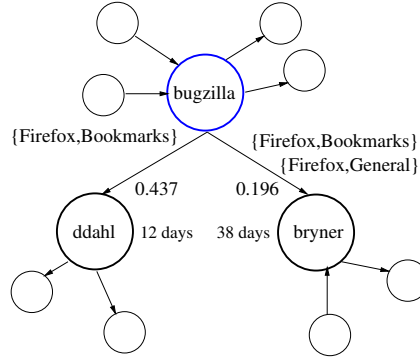 bugzilla
{Firefox,Bookmarks}
{Firefox,Bookmarks}
{Firefox,General}
0.437
0.196
ddahl
12 days
38 days
bryner